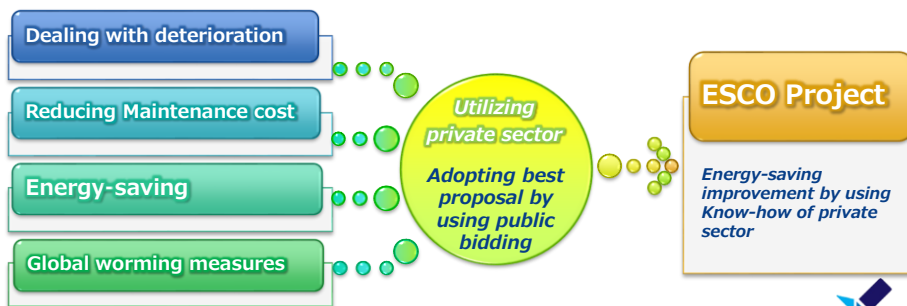 Dealing with deterioration
Reducing Maintenance cost
Energy-saving
Global worming measures
Utilizing
private sector
Adopting best
proposal by
using public
bidding
ESCO Project
Energy-saving
improvement by using
Know-how of private
sector